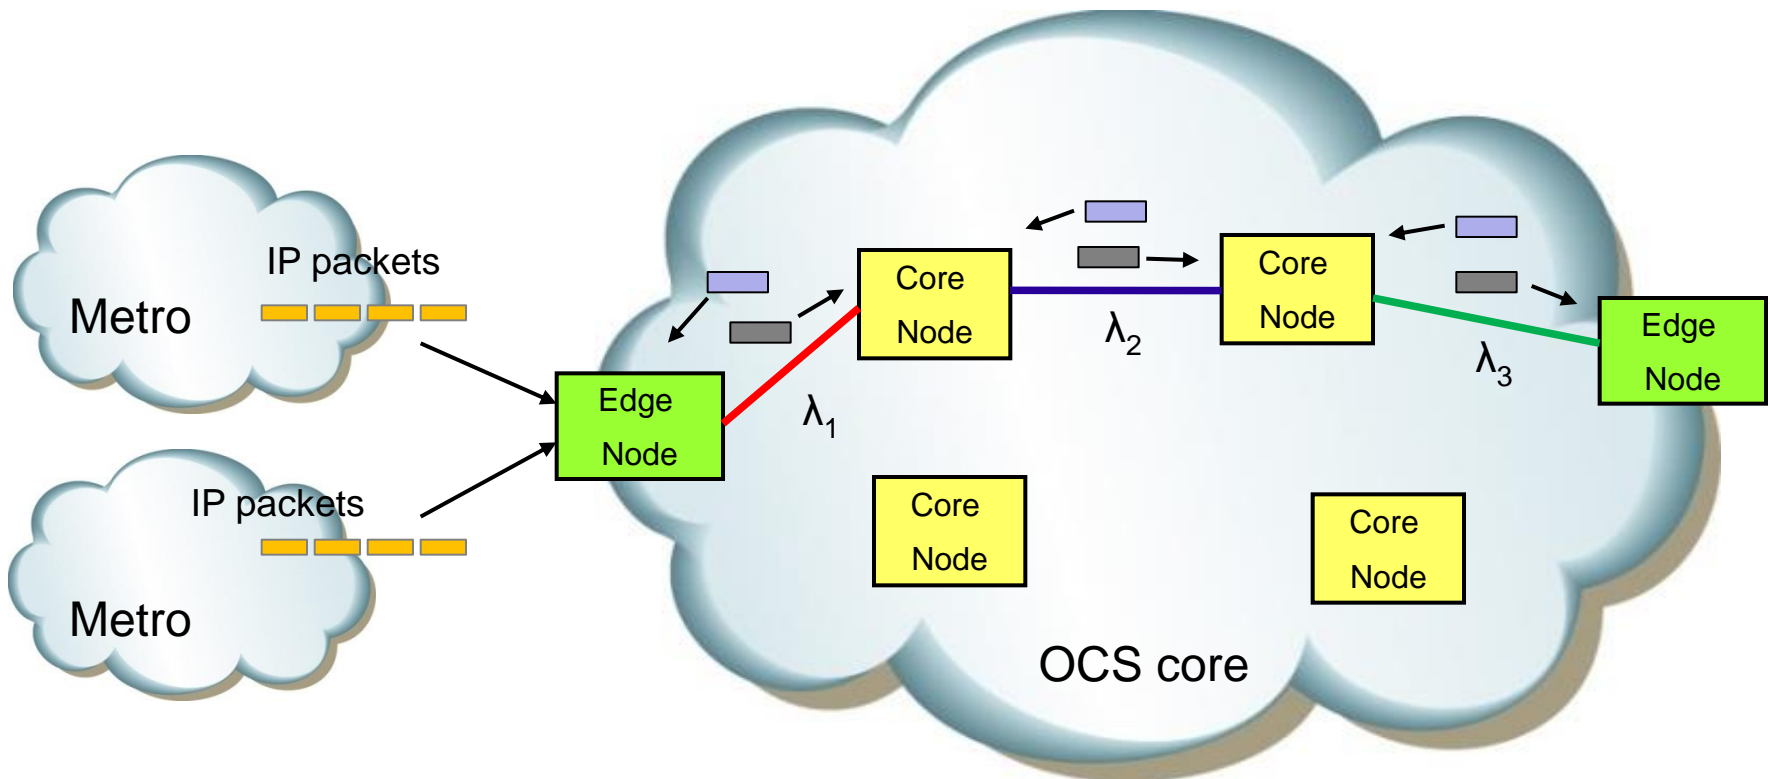 IP packets
Metro
IP packets
Metro
Edge
Node
λ1
Core
Node
λ2
Core
Node
λ3
Edge
Node
Core
Node
Core
Node
OCS core